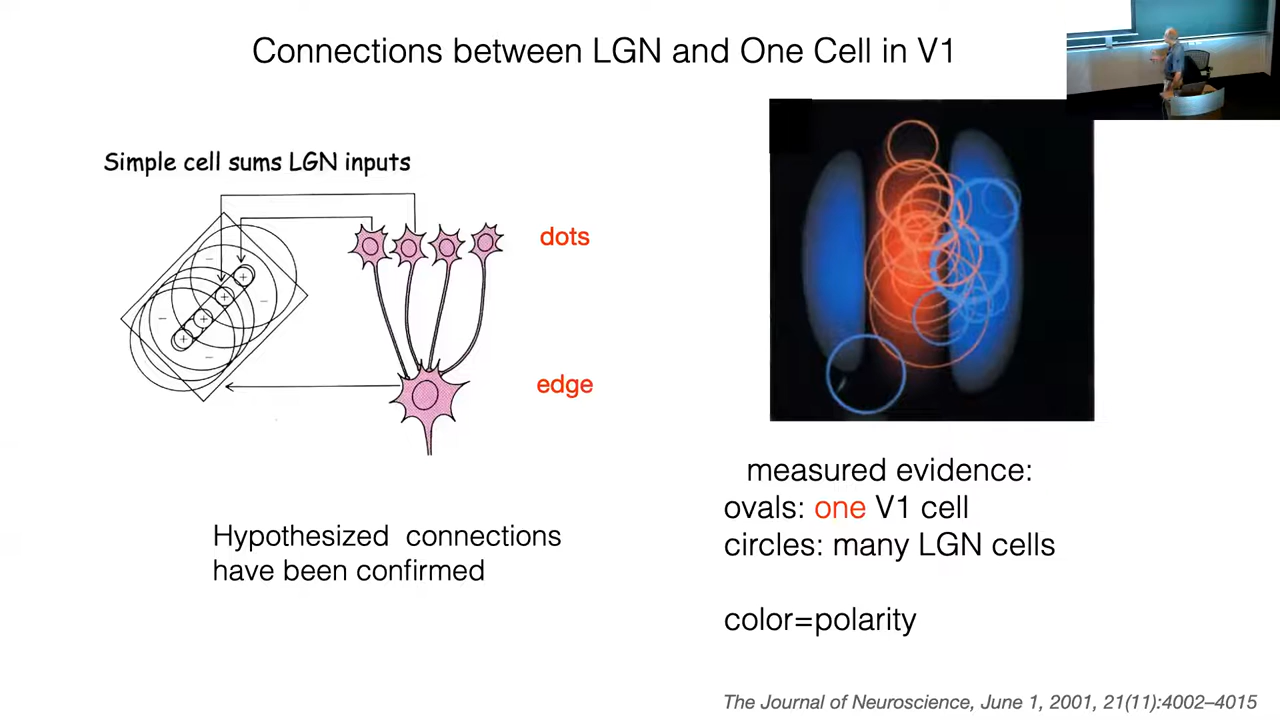 Connections between LGN and One Cell in V1
Simple cell sums LGN inputs
dots
edge
Hypothesized connections
have been confirmed
measured evidence:
ovals: one V1 cell
circles: many LGN cells
color=polarity
The Journal of Neuroscience, June 1, 2001, 21(11):4002–4015